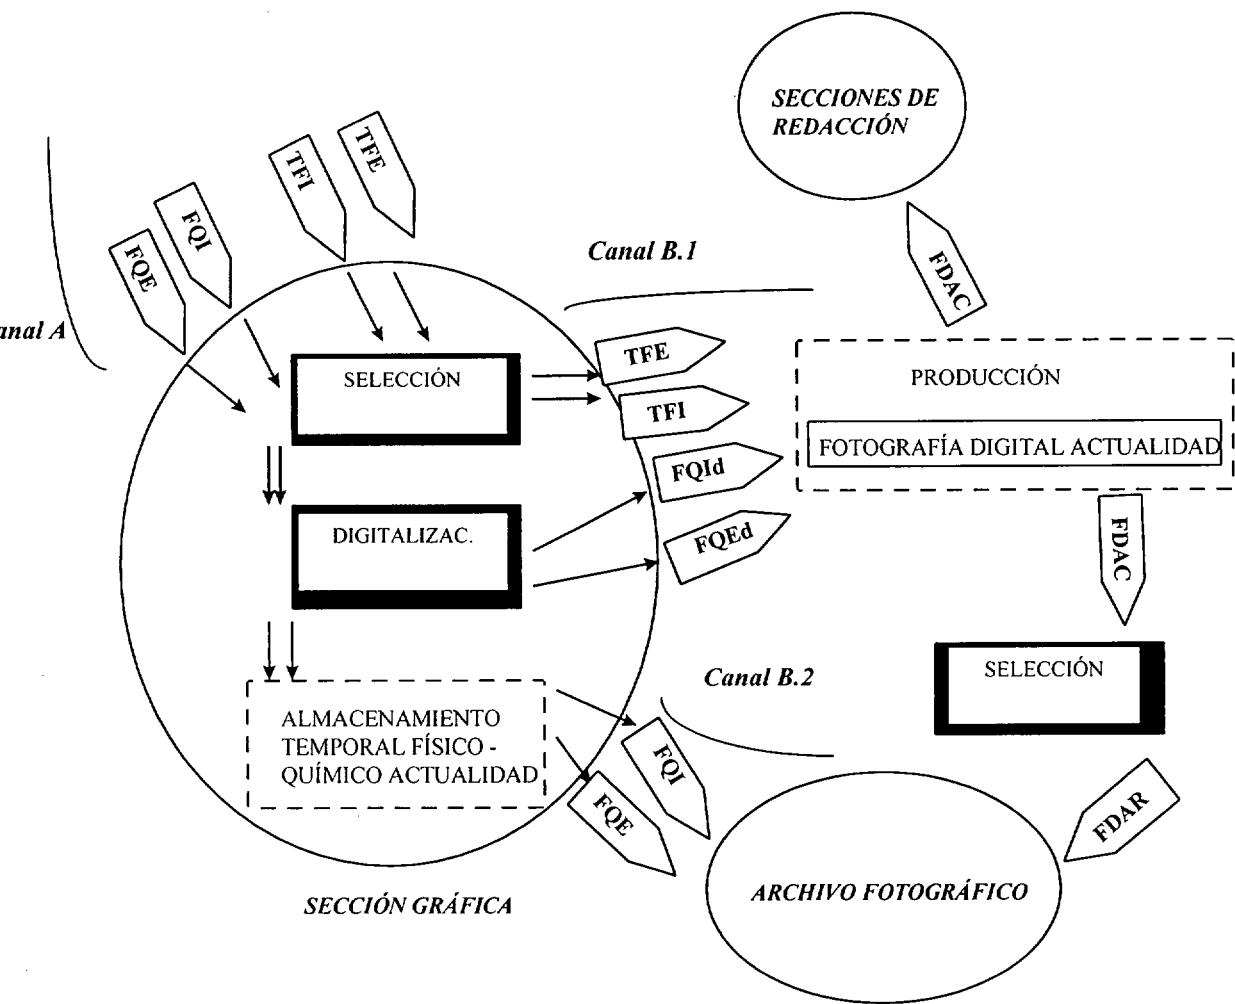 SECCIONES DE
REDACCIÓN
TFE
TFI
FQI
FQE
Canal B.1
FDAC
anal A
TFE
SELECCIÓN
PRODUCCIÓN
TFI
FOTOGRAFÍA DIGITAL ACTUALIDAD
FQId
DIGITALIZAC.
FQEd
FDAC
Canal B.2
SELECCIÓN
ALMACENAMIENTO
TEMPORAL FÍSICO -
QUÍMICO ACTUALIDAD
FQI
FQE
FDAR
ARCHIVO FOTOGRÁFICO
SECCIÓN GRÁFICA